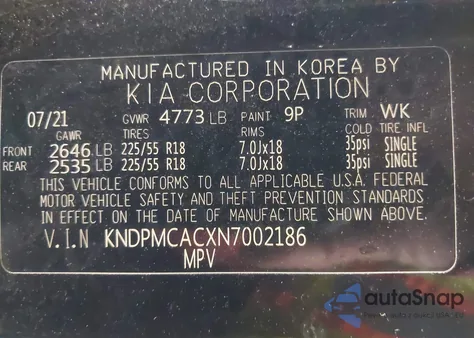 MANUFACTURED IN KOREA BY
KIA CORPORATION
07/21 GVWR 4773 LB PAINT 9P TRIM WK
GAWR TIRES RIMS COLD TIRE INFL
FRONT 2646 LB 225/55 R18 7.0Jx18 35psi SINGLE
REAR 2535 LB 225/55 R18 7.0Jx18 35psi SINGLE
THIS VEHICLE CONFORMS TO ALL APPLICABLE U.S.A. FEDERAL
MOTOR VEHICLE SAFETY AND THEFT PREVENTION STANDARDS
IN EFFECT ON THE DATE OF MANUFACTURE SHOWN ABOVE.
V.I.N KNDPMCACXN7002186
MPV
autaSnap